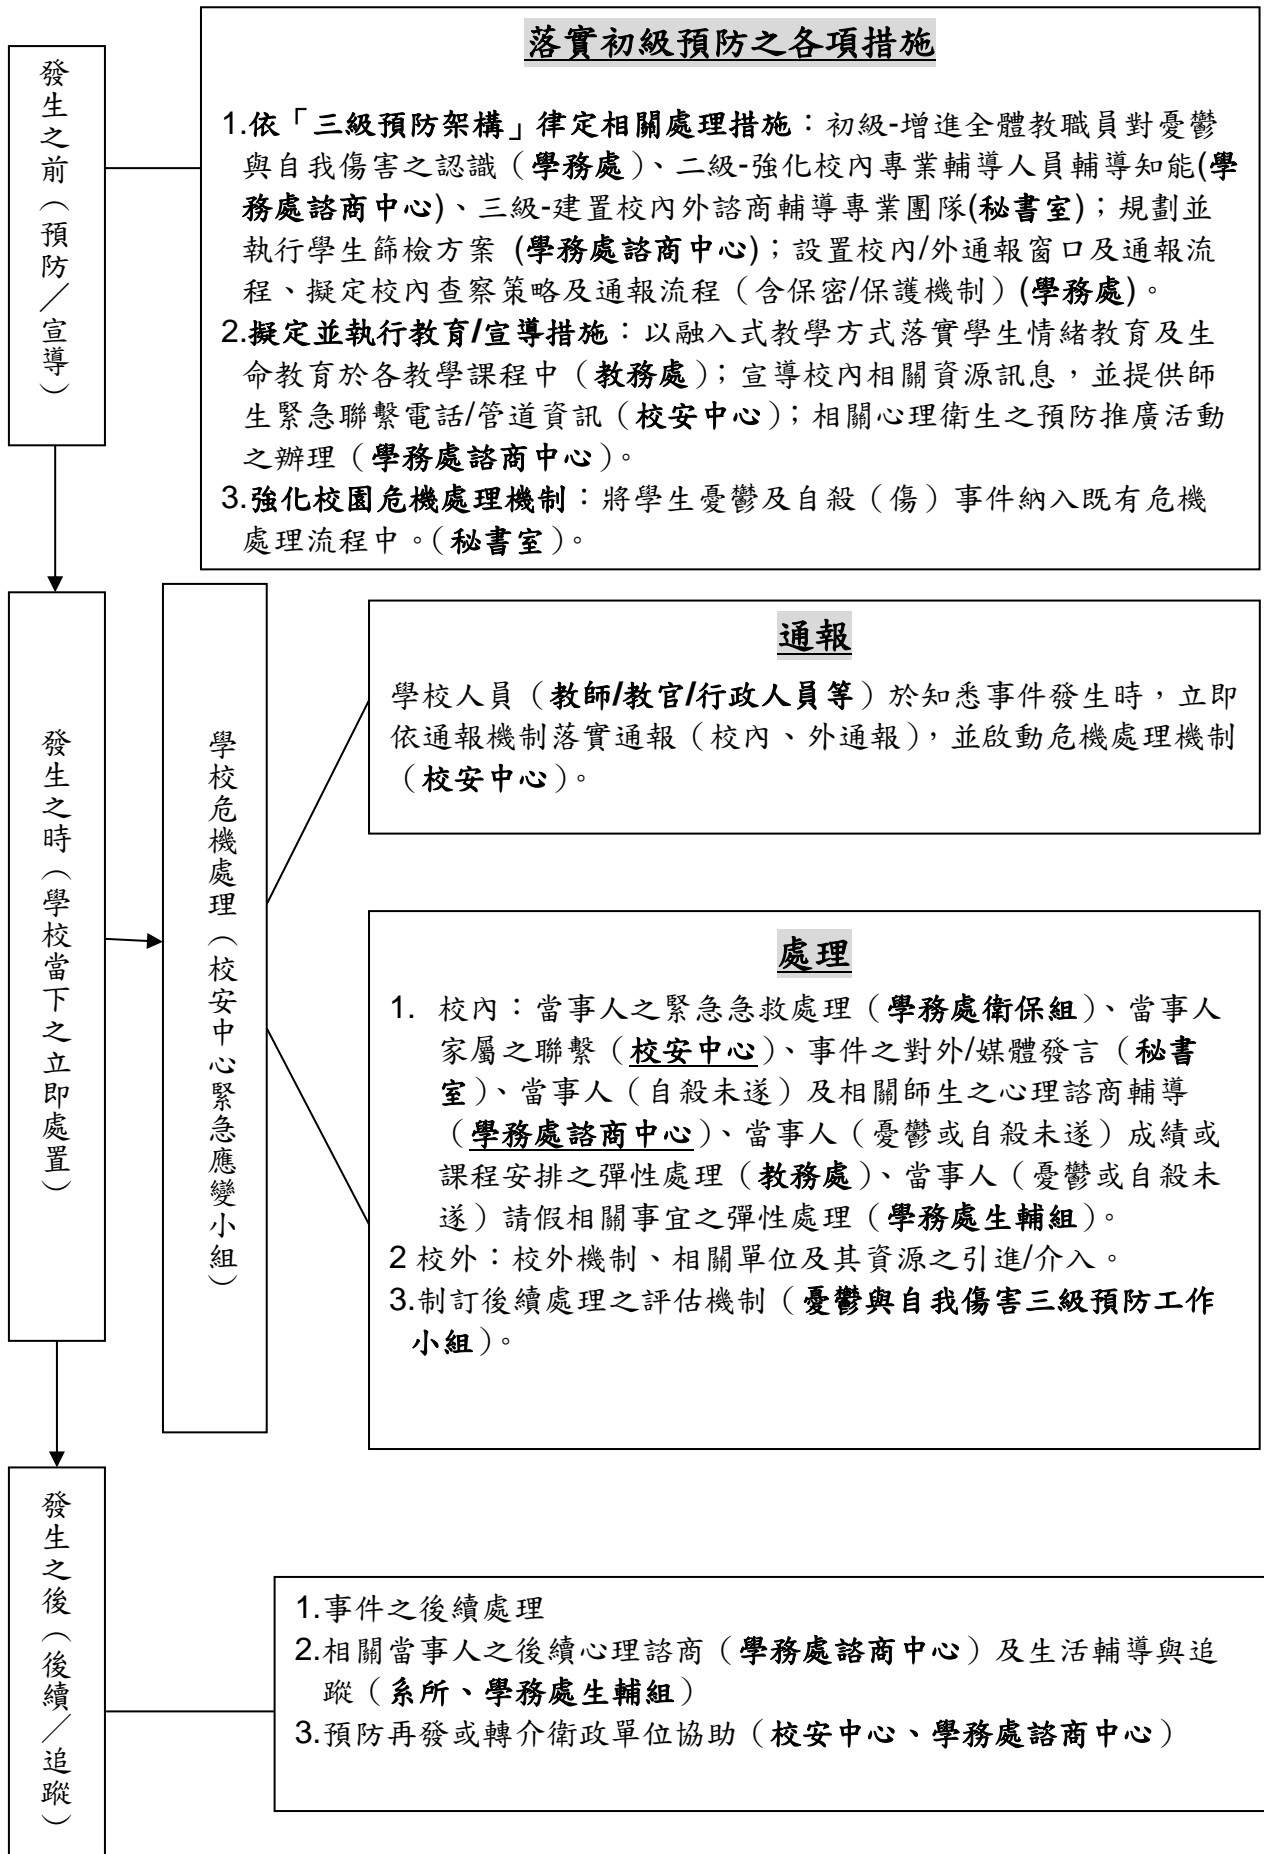 發生之前（預防／宣導）
落實初級預防之各項措施
1.依「三級預防架構」律定相關處理措施：初級-增進全體教職員對憂鬱
與自我傷害之認識（學務處）、二級-強化校內專業輔導人員輔導知能(學
務處諮商中心)、三級-建置校內外諮商輔導專業團隊(秘書室)；規劃並
執行學生篩檢方案 (學務處諮商中心)；設置校內/外通報窗口及通報流
程、擬定校內查察策略及通報流程（含保密/保護機制）(學務處)。
2.擬定並執行教育/宣導措施：以融入式教學方式落實學生情緒教育及生
命教育於各教學課程中（教務處）；宣導校內相關資源訊息，並提供師
生緊急聯繫電話/管道資訊（校安中心）；相關心理衛生之預防推廣活動
之辦理（學務處諮商中心）。
3.強化校園危機處理機制：將學生憂鬱及自殺（傷）事件納入既有危機
處理流程中。（秘書室）。
發生之時（學校當下之立即處置）
學校危機處理（校安中心緊急應變小組）
通報
學校人員（教師/教官/行政人員等）於知悉事件發生時，立即
依通報機制落實通報（校內、外通報），並啟動危機處理機制
（校安中心）。
處理
1. 校內：當事人之緊急急救處理（學務處衛保組）、當事人
家屬之聯繫（校安中心）、事件之對外/媒體發言（秘書
室）、當事人（自殺未遂）及相關師生之心理諮商輔導
（學務處諮商中心）、當事人（憂鬱或自殺未遂）成績或
課程安排之彈性處理（教務處）、當事人（憂鬱或自殺未
遂）請假相關事宜之彈性處理（學務處生輔組）。
2 校外：校外機制、相關單位及其資源之引進/介入。
3.制訂後續處理之評估機制（憂鬱與自我傷害三級預防工作
小組）。
發生之後（後續／追蹤）
1.事件之後續處理
2.相關當事人之後續心理諮商（學務處諮商中心）及生活輔導與追
蹤（系所、學務處生輔組）
3.預防再發或轉介衛政單位協助（校安中心、學務處諮商中心）